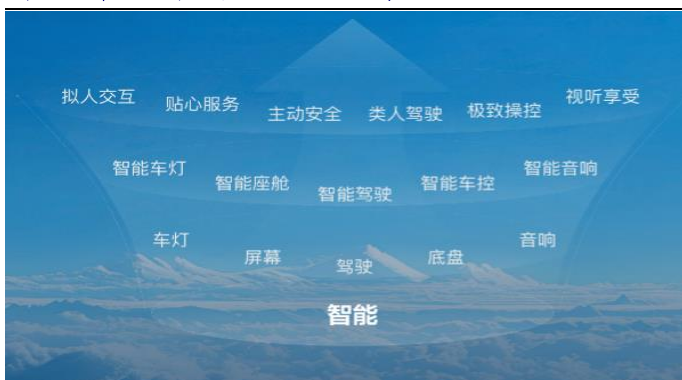 拟人交互 贴心服务 主动安全 类人驾驶 极致操控 视听享受
智能车灯 智能座舱 智能驾驶 智能车控 智能音响
车灯 屏幕 驾驶 底盘 音响
智能